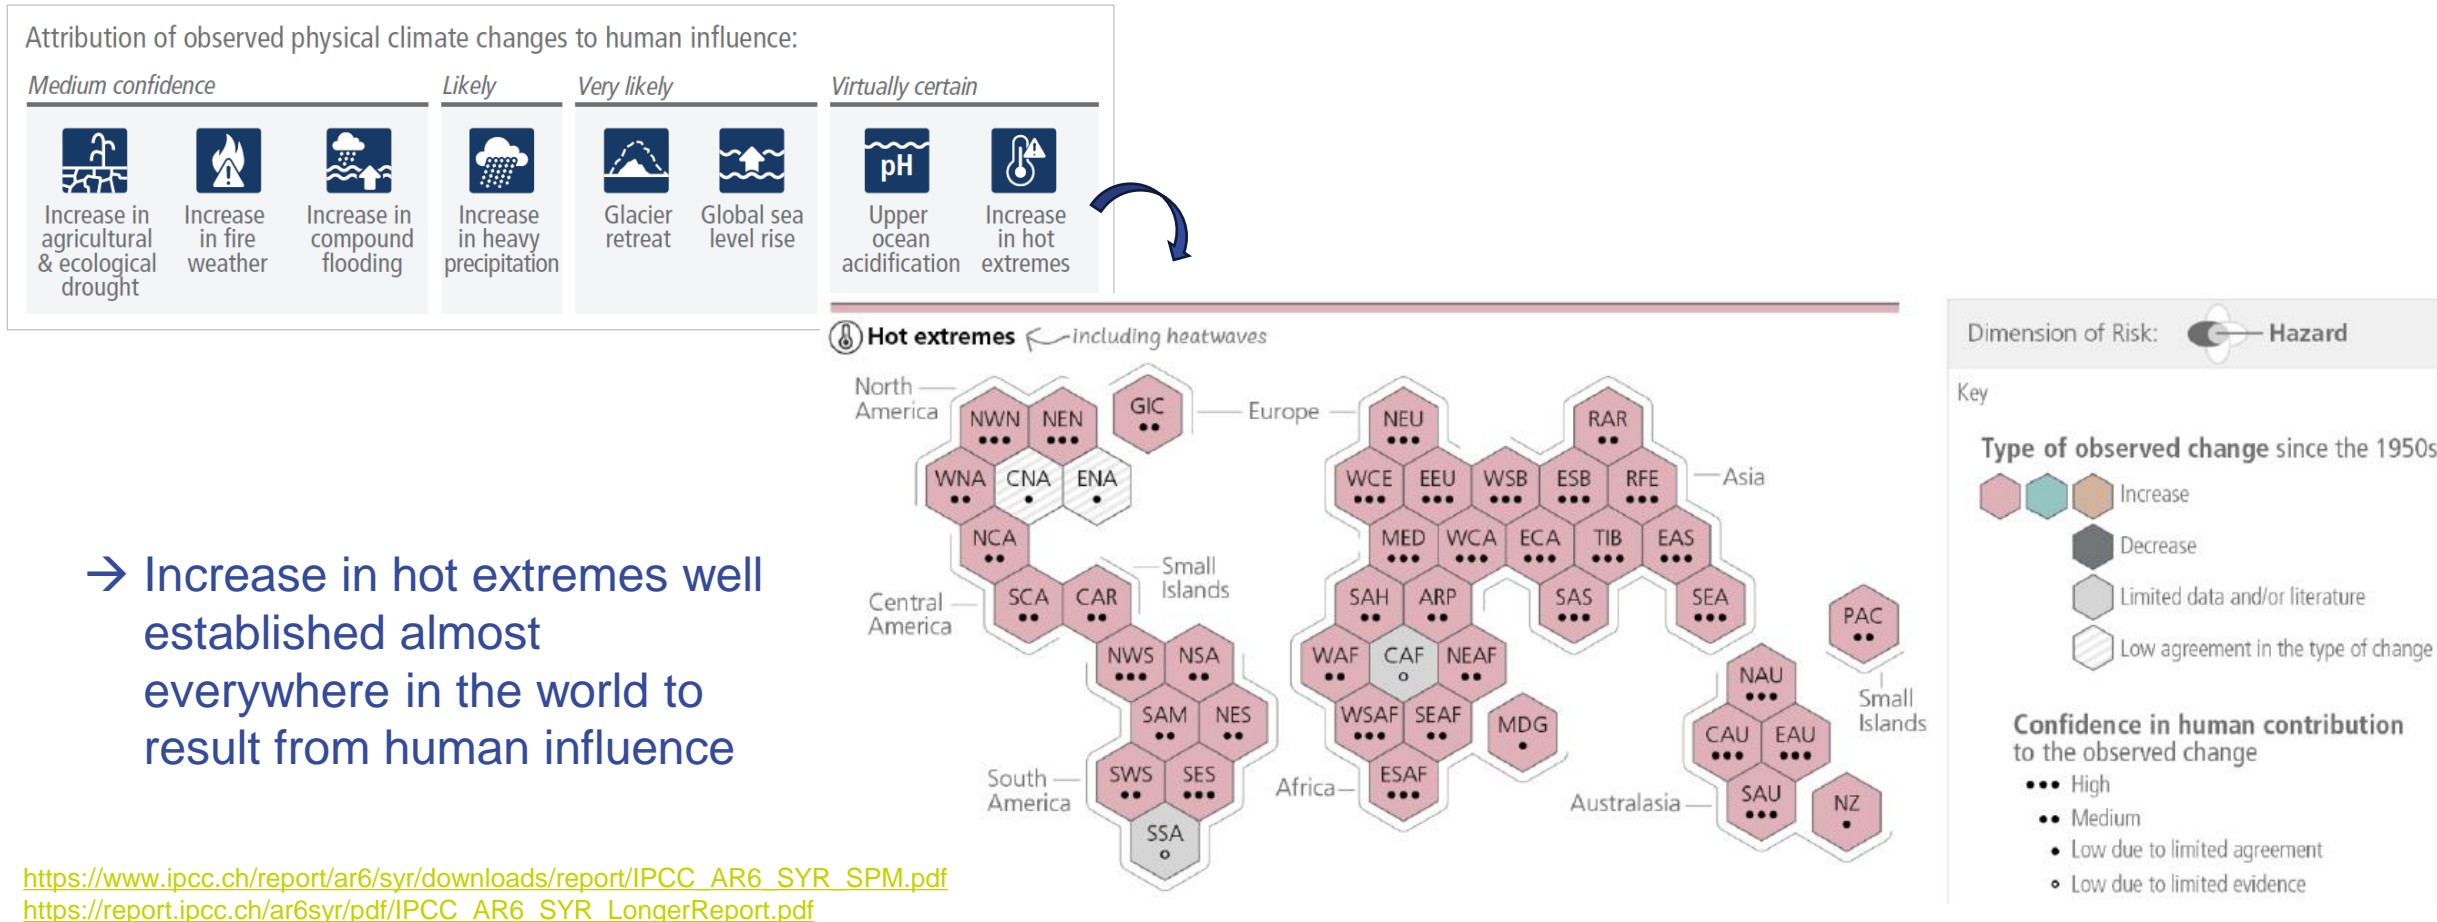 Attribution of observed physical climate changes to human influence:
Medium confidence
Likely
Very likely
Virtually certain
Increase in
agricultural
& ecological
drought
Increase
in fire
weather
Increase in
compound
flooding
Increase
in heavy
precipitation
Glacier
retreat
Global sea
level rise
pH
Upper
ocean
acidification
Increase
in hot
extremes
→ Increase in hot extremes well
established almost
everywhere in the world to
result from human influence
Hot extremes
including heatwaves
North
America
NWN NEN
GIC
Europe
NEU
RAR
WNA CNA ENA
WCE EEU WSB ESB RFE
Asia
NCA
MED WCA ECA TIB EAS
Small
Islands
Central
America
SCA CAR
SAH ARP
SAS
SEA
PAC
NWS NSA
WAF CAF NEAF
NAU
Small
Islands
SAM NES
WSAF SEAF
MDG
CAU EAU
South
America
SWS SES
Africa
ESAF
Australasia
SAU
NZ
SSA
Dimension of Risk:
Hazard
Key
Type of observed change since the 1950s
Increase
Decrease
Limited data and/or literature
Low agreement in the type of change
Confidence in human contribution
to the observed change
••• High
•• Medium
• Low due to limited agreement
∘ Low due to limited evidence
https://www.ipcc.ch/report/ar6/syr/downloads/report/IPCC_AR6_SYR_SPM.pdf
https://report.ipcc.ch/ar6syr/pdf/IPCC_AR6_SYR_LongerReport.pdf